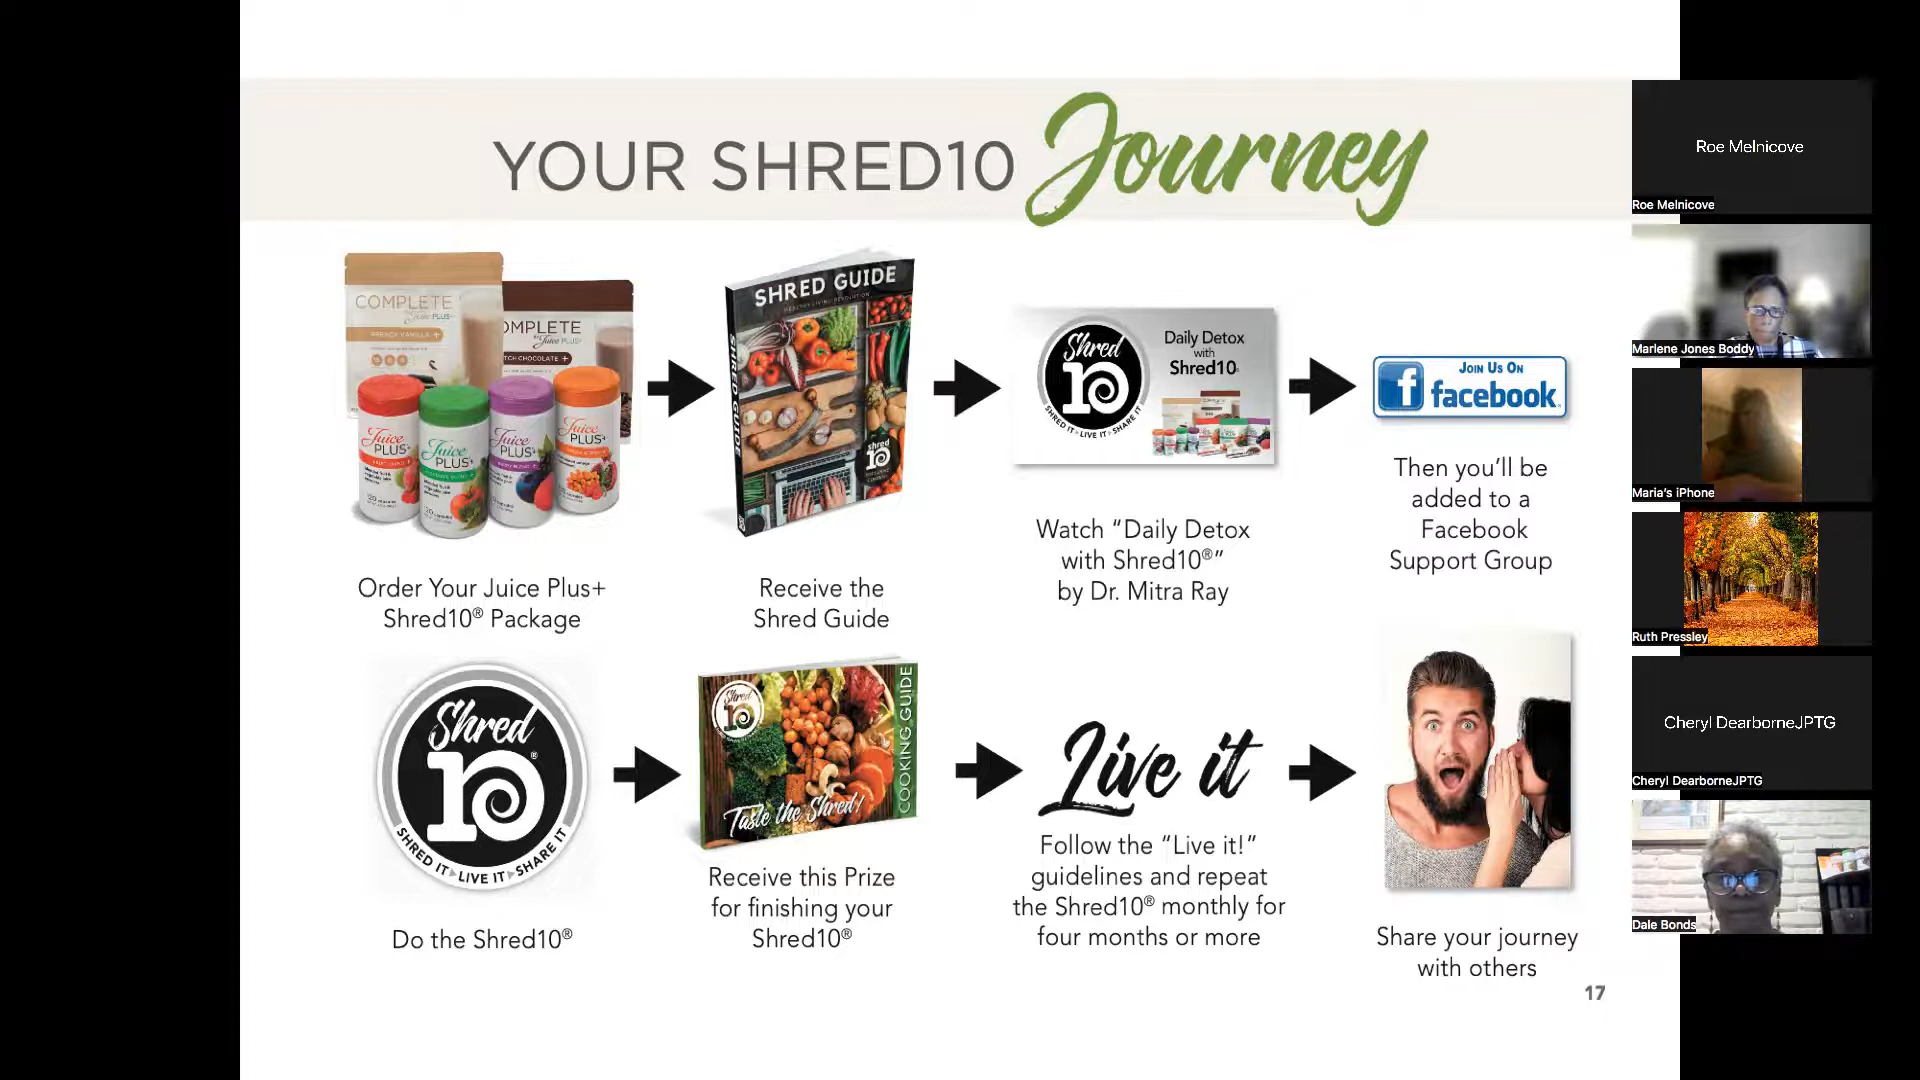 YOUR SHRED10 Journey
COMPLETE
by Juice PLUS+
FRENCH VANILLA +
COMPLETE
by Juice PLUS+
DUTCH CHOCOLATE +
Juice
PLUS+
Juice
PLUS+
Juice
PLUS+
Juice
PLUS+
Order Your Juice Plus+
Shred10® Package
SHRED GUIDE
HEALTHY LIVING REVOLUTION
SHRED GUIDE
shred
10
Receive the
Shred Guide
Shred
10
SHRED IT LIVE IT SHARE IT
Daily Detox
with
Shred10
Watch “Daily Detox
with Shred10®”
by Dr. Mitra Ray
JOIN US ON
facebook.
Then you’ll be
added to a
Facebook
Support Group
Shred
10®
SHRED IT LIVE IT SHARE IT
Do the Shred10®
Shred
10
COOKING GUIDE
Taste the Shred!
Receive this Prize
for finishing your
Shred10®
Live it
Follow the “Live it!”
guidelines and repeat
the Shred10® monthly for
four months or more
Share your journey
with others
17
Roe Melnicove
Roe Melnicove
Marlene Jones Boddy
Maria’s iPhone
Ruth Pressley
Cheryl DearborneJPTG
Cheryl DearborneJPTG
Dale Bonds